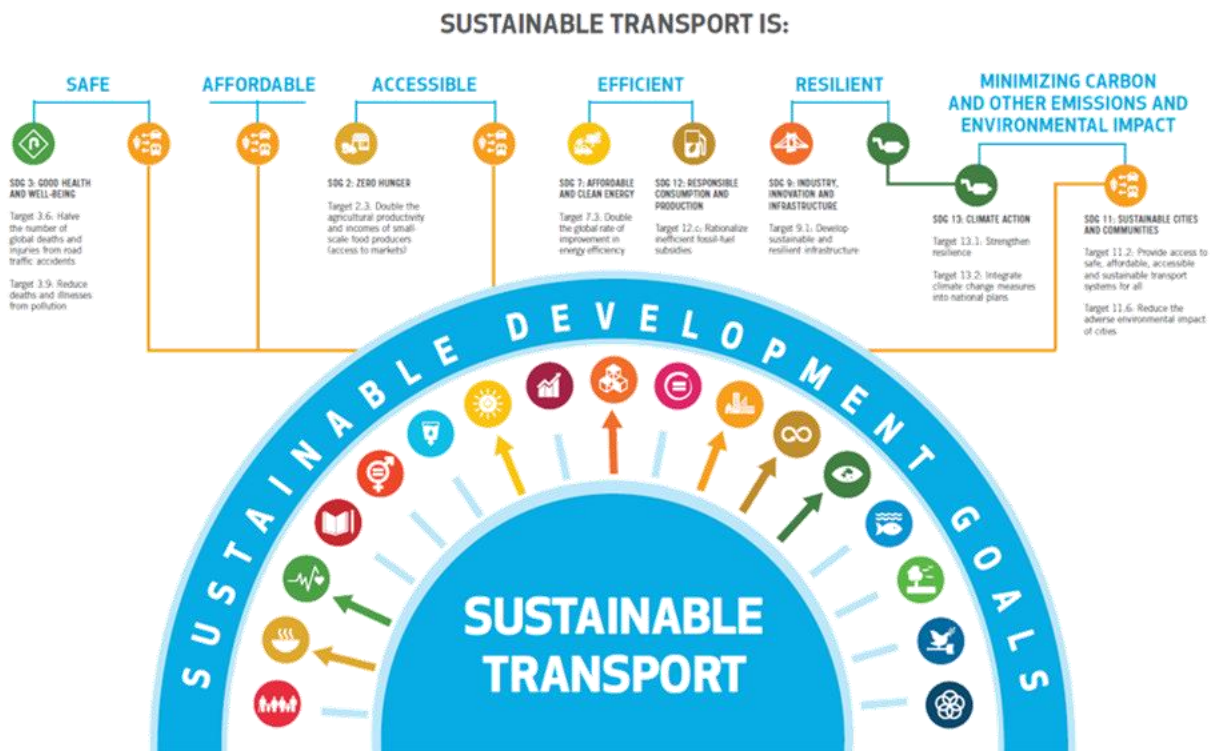 SUSTAINABLE TRANSPORT IS:
SAFE
AFFORDABLE
ACCESSIBLE
EFFICIENT
RESILIENT
MINIMIZING CARBON
AND OTHER EMISSIONS AND
ENVIRONMENTAL IMPACT
SDG 3: GOOD HEALTH
AND WELL-BEING
Target 3.6: Halve
the number of
global deaths and
injuries from road
traffic accidents
Target 3.9: Reduce
deaths and illnesses
from pollution
SDG 2: ZERO HUNGER
Target 2.3: Double the
agricultural productivity
and incomes of small-
scale food producers
(access to markets)
SDG 7: AFFORDABLE
AND CLEAN ENERGY
Target 7.3: Double
the global rate of
improvement in
energy efficiency
SDG 12: RESPONSIBLE
CONSUMPTION AND
PRODUCTION
Target 12.c: Rationalize
inefficient fossil-fuel
subsidies
SDG 9: INDUSTRY,
INNOVATION AND
INFRASTRUCTURE
Target 9.1: Develop
sustainable and
resilient infrastructure
SDG 13: CLIMATE ACTION
Target 13.1: Strengthen
resilience
Target 13.2: Integrate
climate change measures
into national plans
SDG 11: SUSTAINABLE CITIES
AND COMMUNITIES
Target 11.2: Provide access to
safe, affordable, accessible
and sustainable transport
systems for all
Target 11.6: Reduce the
adverse environmental impact
of cities
SUSTAINABLE DEVELOPMENT GOALS
SUSTAINABLE
TRANSPORT